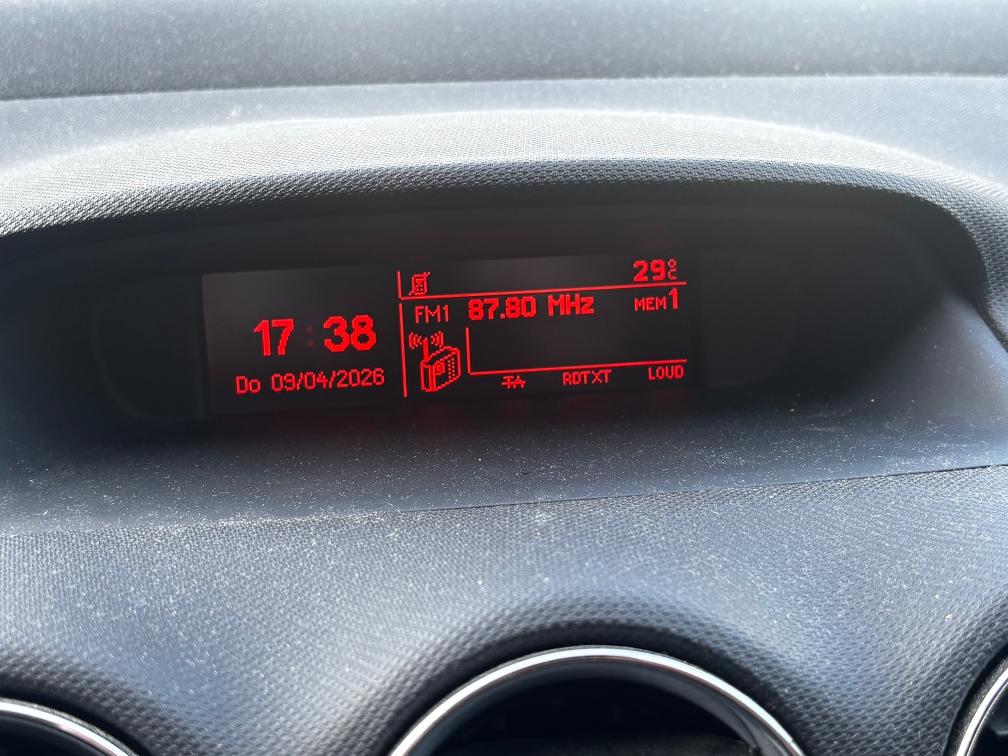 29°C
FM1 87.80 MHz MEM1
17:38
Do 09/04/2026
TA RDTXT LOUD